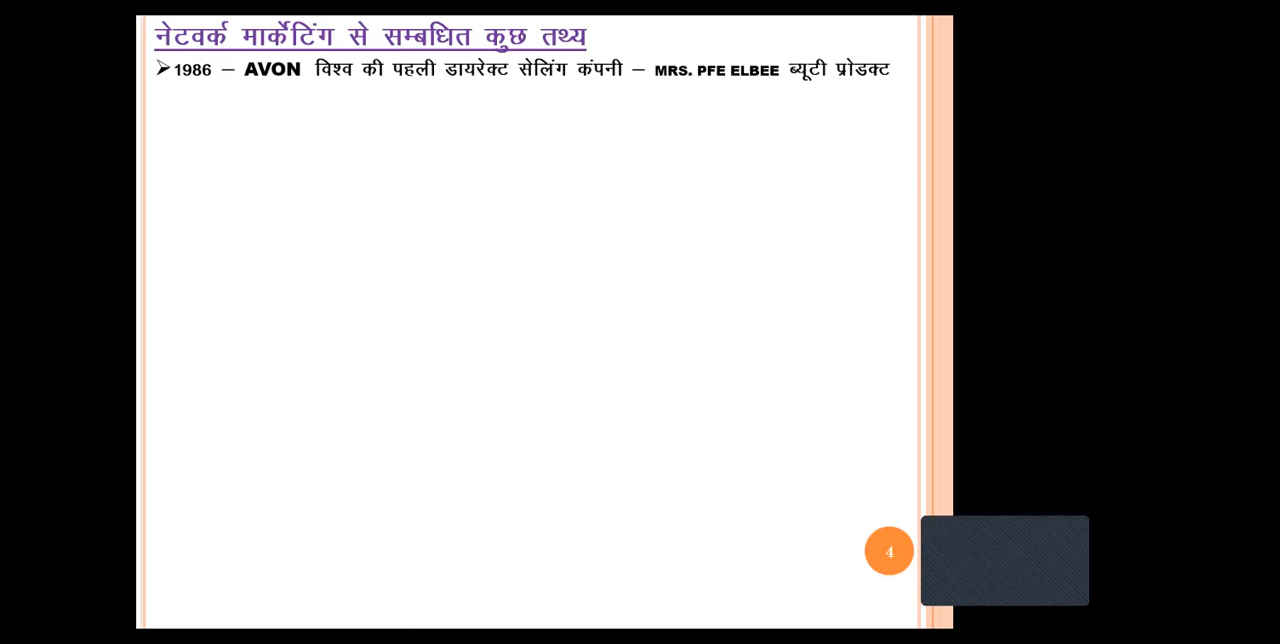 नेटवर्क मार्केटिंग से सम्बधित कुछ तथ्य
➢1986 – AVON विश्व की पहली डायरेक्ट सेलिंग कंपनी – MRS. PFE ELBEE ब्यूटी प्रोडक्ट
4